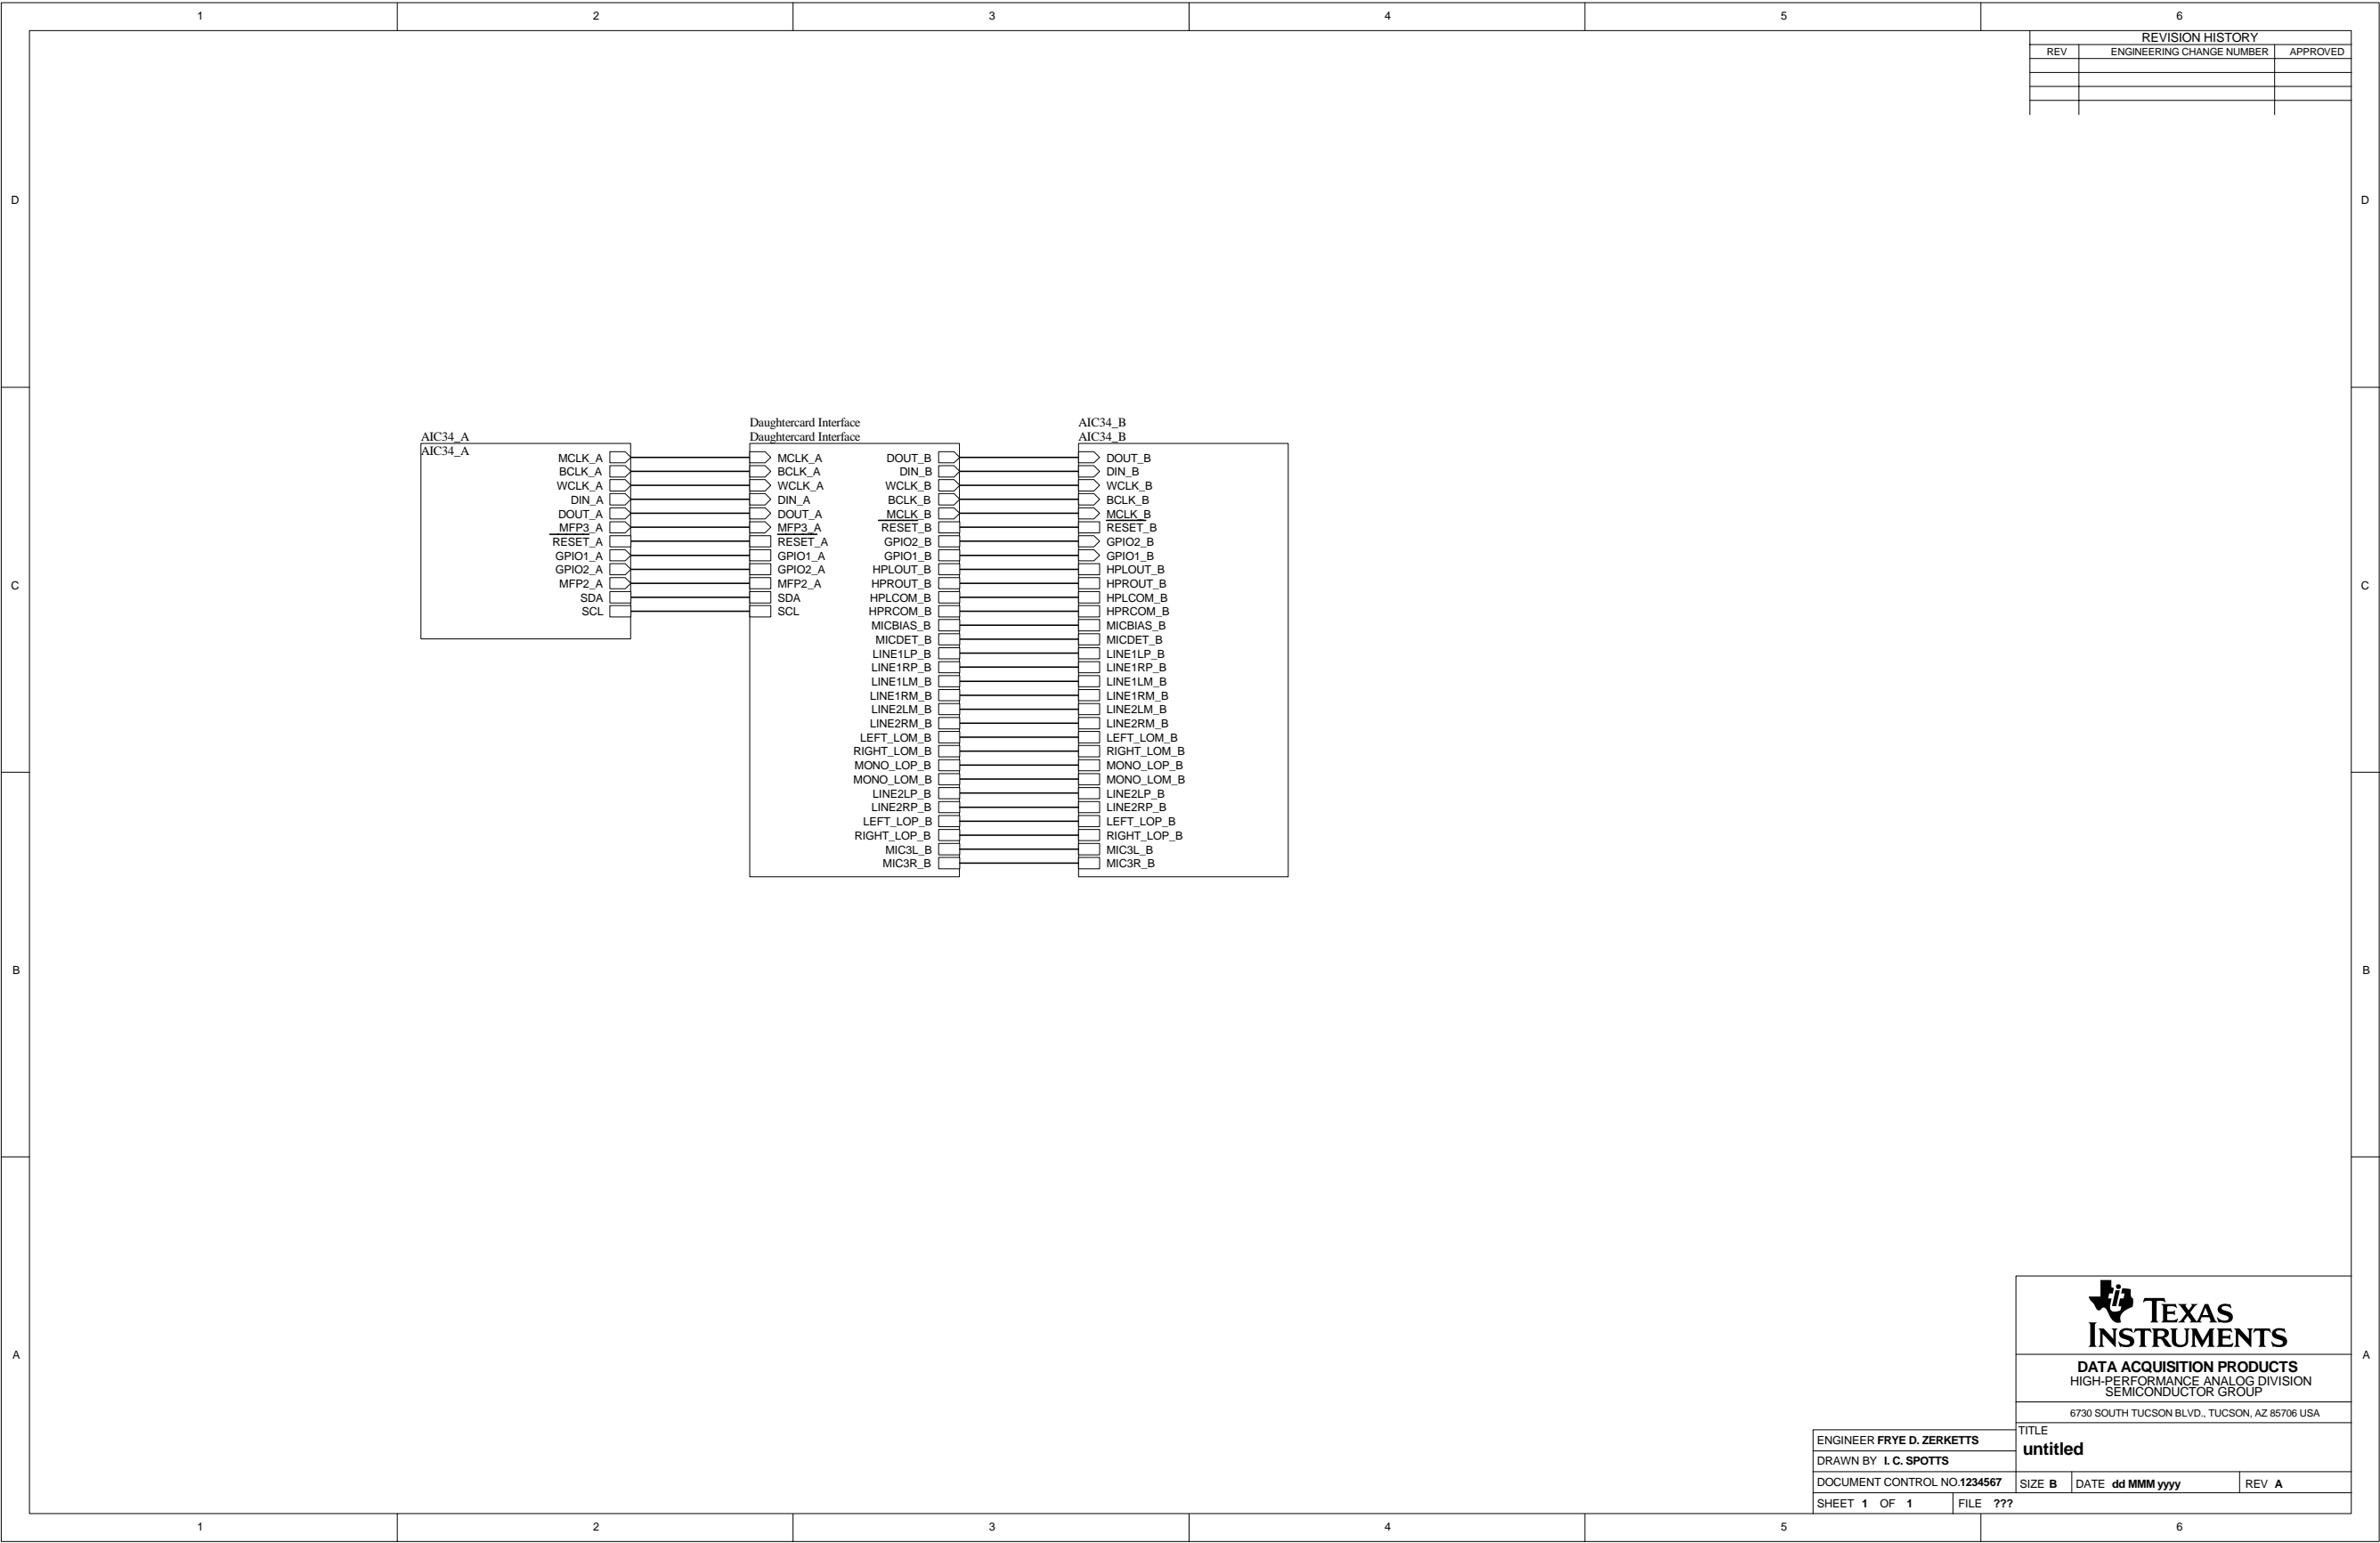 1 2 3 4 5 6
REVISION HISTORY
REV ENGINEERING CHANGE NUMBER APPROVED
D D
Daughtercard Interface AIC34_B
AIC34_A Daughtercard Interface AIC34_B
AIC34_A
MCLK_A MCLK_A DOUT_B DOUT_B
BCLK_A BCLK_A DIN_B DIN_B
WCLK_A WCLK_A WCLK_B WCLK_B
DIN_A DIN_A BCLK_B BCLK_B
DOUT_A DOUT_A MCLK_B MCLK_B
MFP3_A MFP3_A RESET_B RESET_B
RESET_A RESET_A GPIO2_B GPIO2_B
GPIO1_A GPIO1_A GPIO1_B GPIO1_B
GPIO2_A GPIO2_A HPLOUT_B HPLOUT_B
MFP2_A MFP2_A HPROUT_B HPROUT_B
C C
SDA SDA HPLCOM_B HPLCOM_B
SCL SCL HPRCOM_B HPRCOM_B
MICBIAS_B MICBIAS_B
MICDET_B MICDET_B
LINE1LP_B LINE1LP_B
LINE1RP_B LINE1RP_B
LINE1LM_B LINE1LM_B
LINE1RM_B LINE1RM_B
LINE2LM_B LINE2LM_B
LINE2RM_B LINE2RM_B
LEFT_LOM_B LEFT_LOM_B
RIGHT_LOM_B RIGHT_LOM_B
MONO_LOP_B MONO_LOP_B
MONO_LOM_B MONO_LOM_B
LINE2LP_B LINE2LP_B
LINE2RP_B LINE2RP_B
LEFT_LOP_B LEFT_LOP_B
RIGHT_LOP_B RIGHT_LOP_B
MIC3L_B MIC3L_B
MIC3R_B MIC3R_B
B B
A A
TEXAS
INSTRUMENTS
DATA ACQUISITION PRODUCTS
HIGH-PERFORMANCE ANALOG DIVISION
SEMICONDUCTOR GROUP
6730 SOUTH TUCSON BLVD., TUCSON, AZ 85706 USA
TITLE
untitled
ENGINEER FRYE D. ZERKETTS
DRAWN BY I. C. SPOTTS
DOCUMENT CONTROL NO.1234567 SIZE B DATE dd MMM yyyy REV A
SHEET 1 OF 1 FILE ???
1 2 3 4 5 6